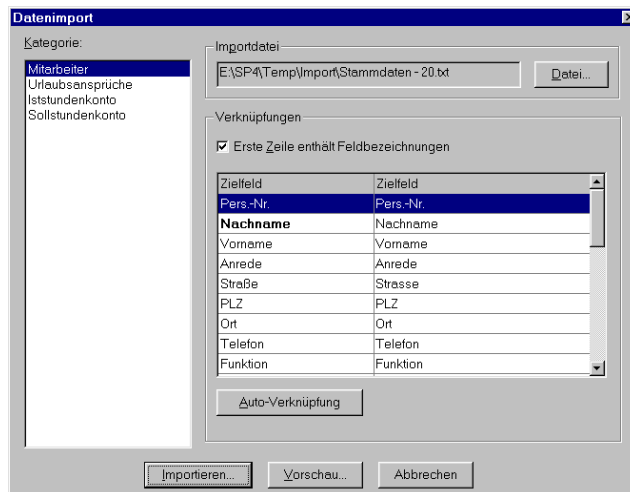 Datenimport
Kategorie:
Mitarbeiter
Urlaubsansprüche
Iststundenkonto
Sollstundenkonto
Importdatei
E:\SP4\Temp\Import\Stammdaten - 20.txt
Datei...
Verknüpfungen
Erste Zeile enthält Feldbezeichnungen
Zielfeld Zielfeld
Pers.-Nr. Pers.-Nr.
Nachname Nachname
Vorname Vorname
Anrede Anrede
Straße Strasse
PLZ PLZ
Ort Ort
Telefon Telefon
Funktion Funktion
Auto-Verknüpfung
Importieren... Vorschau... Abbrechen